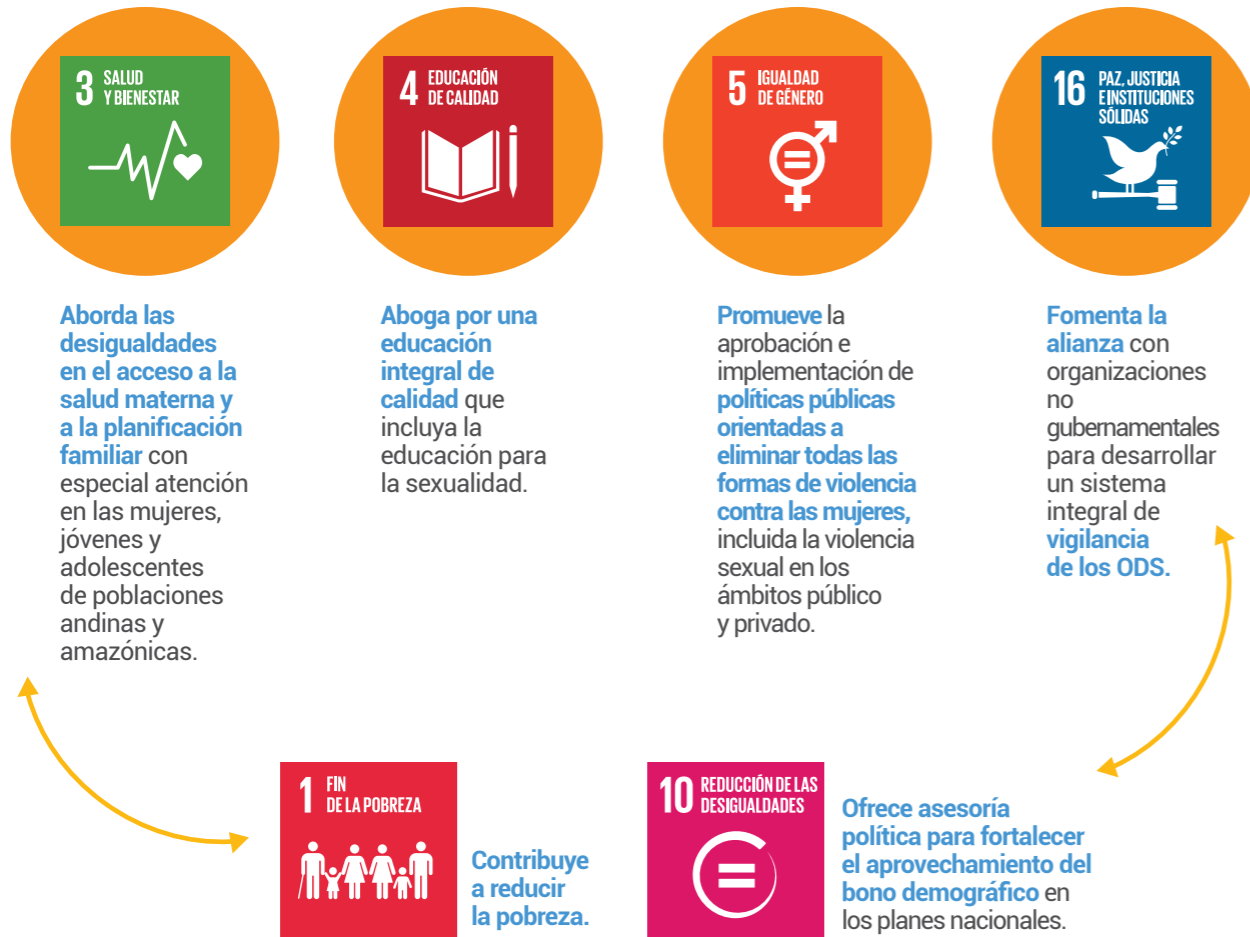 3 SALUD
Y BIENESTAR
Aborda las
desigualdades
en el acceso a la
salud materna y
a la planificación
familiar con
especial atención
en las mujeres,
jóvenes y
adolescentes
de poblaciones
andinas y
amazónicas.
4 EDUCACIÓN
DE CALIDAD
Aboga por una
educación
integral de
calidad que
incluya la
educación para
la sexualidad.
5 IGUALDAD
DE GÉNERO
Promueve la
aprobación e
implementación de
políticas públicas
orientadas a
eliminar todas las
formas de violencia
contra las mujeres,
incluida la violencia
sexual en los
ámbitos público
y privado.
16 PAZ, JUSTICIA
E INSTITUCIONES
SÓLIDAS
Fomenta la
alianza con
organizaciones
no
gubernamentales
para desarrollar
un sistema
integral de
vigilancia
de los ODS.
1 FIN
DE LA POBREZA
Contribuye
a reducir
la pobreza.
10 REDUCCIÓN DE LAS
DESIGUALDADES
Ofrece asesoría
política para fortalecer
el aprovechamiento del
bono demográfico en
los planes nacionales.